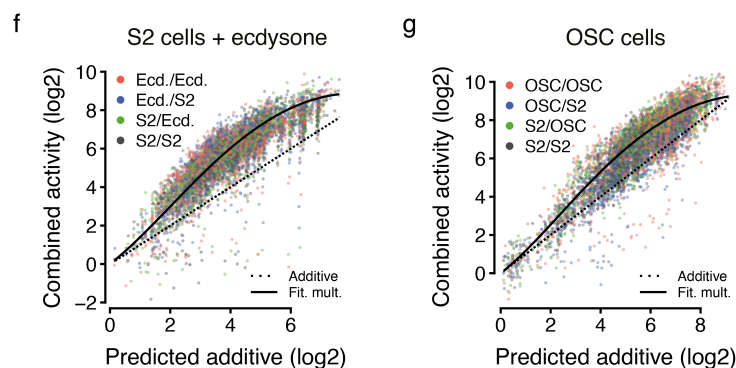 f
S2 cells + ecdysone
Combined activity (log2)
10
8
6
4
2
0
−2
Ecd./Ecd.
Ecd./S2
S2/Ecd.
S2/S2
Additive
Fit. mult.
0 2 4 6
Predicted additive (log2)
g
OSC cells
Combined activity (log2)
10
8
6
4
2
0
OSC/OSC
OSC/S2
S2/OSC
S2/S2
Additive
Fit. mult.
0 2 4 6 8
Predicted additive (log2)